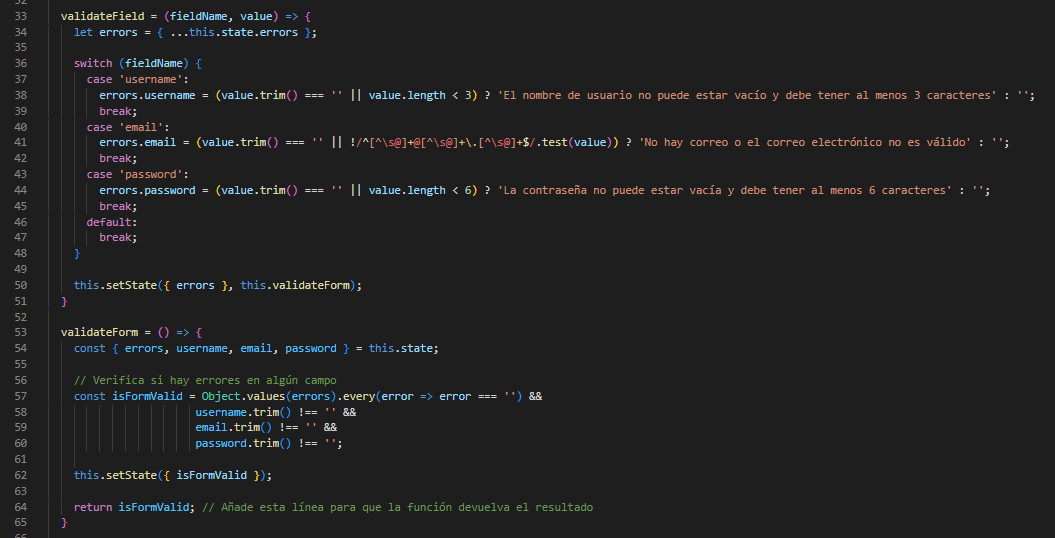 33 validateField = (fieldName, value) => {
34 let errors = { ...this.state.errors };
35
36 switch (fieldName) {
37 case 'username':
38 errors.username = (value.trim() === '' || value.length < 3) ? 'El nombre de usuario no puede estar vacío y debe tener al menos 3 caracteres' : '';
39 break;
40 case 'email':
41 errors.email = (value.trim() === '' || !/^[^\s@]+@[^\s@]+\.[^\s@]+$/.test(value)) ? 'No hay correo o el correo electrónico no es válido' : '';
42 break;
43 case 'password':
44 errors.password = (value.trim() === '' || value.length < 6) ? 'La contraseña no puede estar vacía y debe tener al menos 6 caracteres' : '';
45 break;
46 default:
47 break;
48 }
49
50 this.setState({ errors }, this.validateForm);
51 }
52
53 validateForm = () => {
54 const { errors, username, email, password } = this.state;
55
56 // Verifica si hay errores en algún campo
57 const isFormValid = Object.values(errors).every(error => error === '') &&
58 username.trim() !== '' &&
59 email.trim() !== '' &&
60 password.trim() !== '';
61
62 this.setState({ isFormValid });
63
64 return isFormValid; // Añade esta línea para que la función devuelva el resultado
65 }